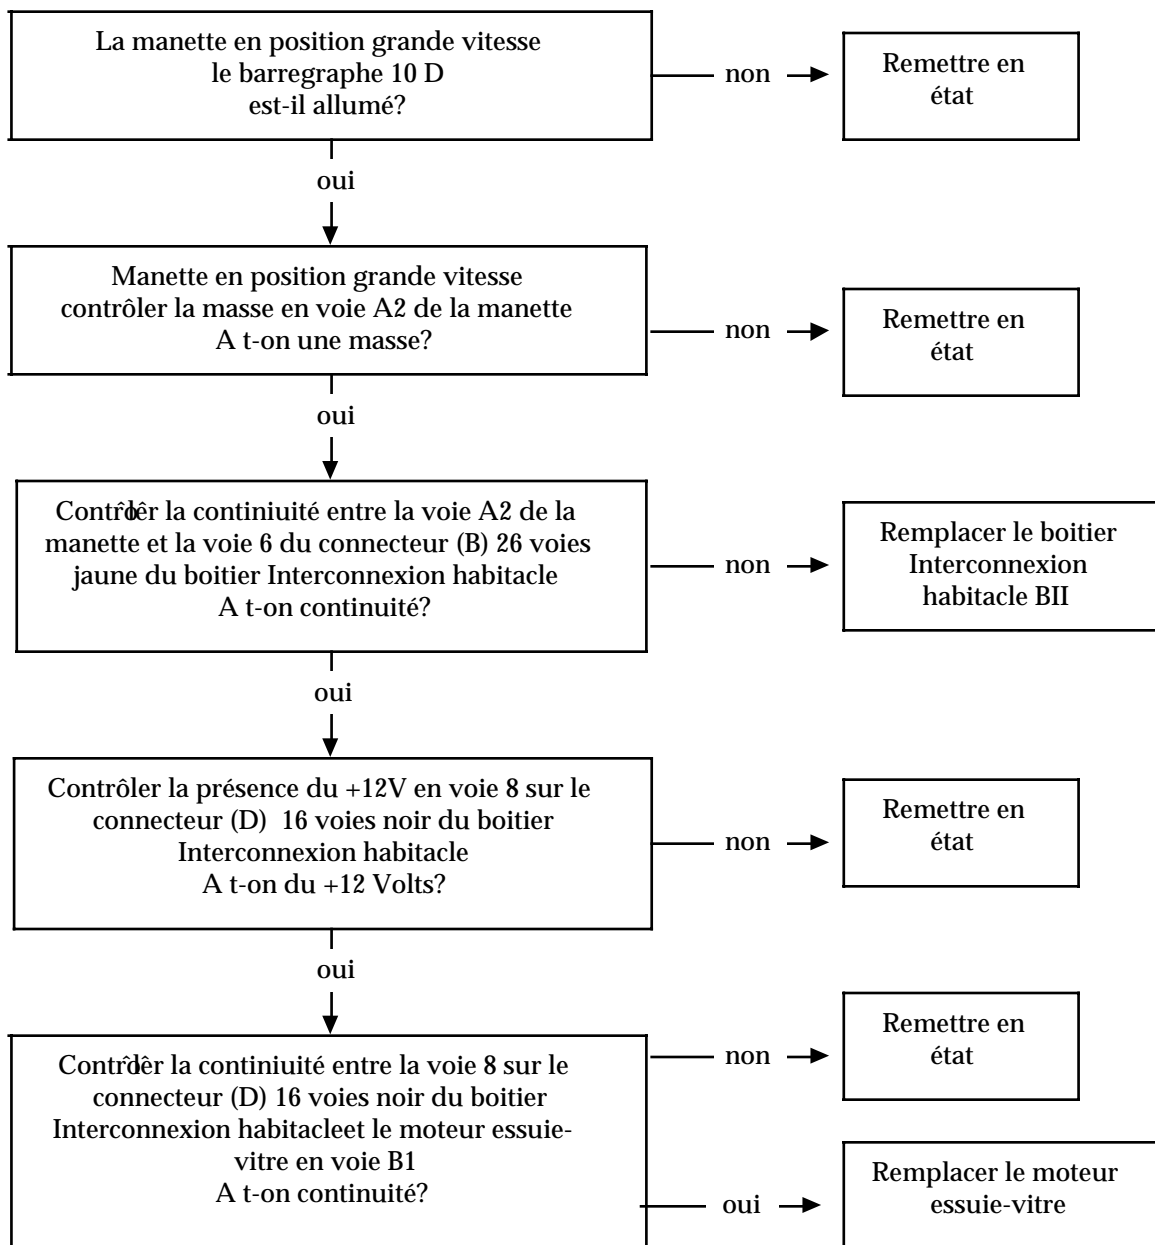 La manette en position grande vitesse
le barregraphe 10 D
est-il allumé?
non
Remettre en
état
oui
Manette en position grande vitesse
contrôler la masse en voie A2 de la manette
A t-on une masse?
non
Remettre en
état
oui
Contrôlêr la continiuité entre la voie A2 de la
manette et la voie 6 du connecteur (B) 26 voies
jaune du boitier Interconnexion habitacle
A t-on continuité?
non
Remplacer le boitier
Interconnexion
habitacle BII
oui
Contrôler la présence du +12V en voie 8 sur le
connecteur (D) 16 voies noir du boitier
Interconnexion habitacle
A t-on du +12 Volts?
non
Remettre en
état
oui
Contrôlêr la continiuité entre la voie 8 sur le
connecteur (D) 16 voies noir du boitier
Interconnexion habitacleet le moteur essuie-
vitre en voie B1
A t-on continuité?
non
Remettre en
état
oui
Remplacer le moteur
essuie-vitre